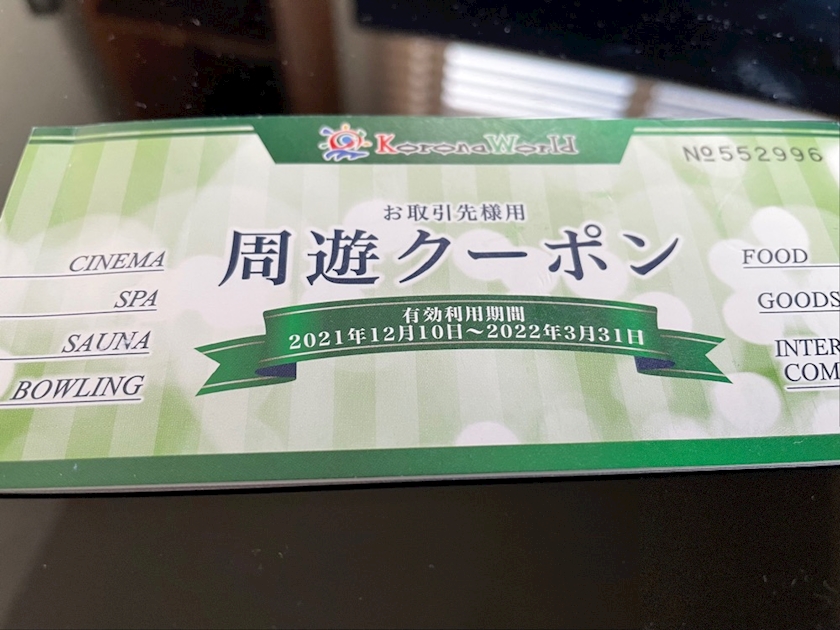 KoronaWorld
№552996
お取引先様用
周遊クーポン
有効利用期間
2021年12月10日～2022年3月31日
CINEMA
SPA
SAUNA
BOWLING
FOOD
GOODS
INTER
COM